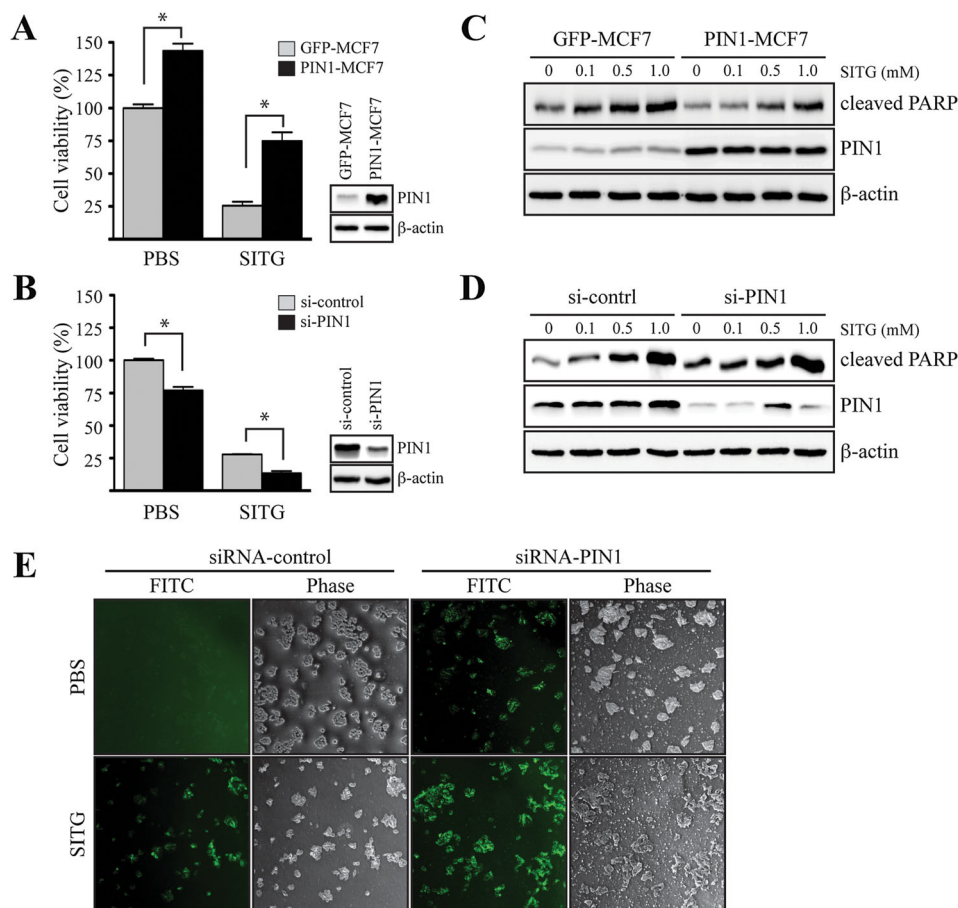 A
Cell viability (%)
150
125
100
75
50
25
*
*
GFP-MCF7
PIN1-MCF7
PBS
SITG
GFP-MCF7
PIN1-MCF7
PIN1
β-actin
B
Cell viability (%)
150
125
100
75
50
25
*
*
si-control
si-PIN1
PBS
SITG
si-control
si-PIN1
PIN1
β-actin
C
GFP-MCF7 PIN1-MCF7
0 0.1 0.5 1.0 0 0.1 0.5 1.0 SITG (mM)
cleaved PARP
PIN1
β-actin
D
si-contrl si-PIN1
0 0.1 0.5 1.0 0 0.1 0.5 1.0 SITG (mM)
cleaved PARP
PIN1
β-actin
E
siRNA-control siRNA-PIN1
FITC Phase FITC Phase
PBS
SITG